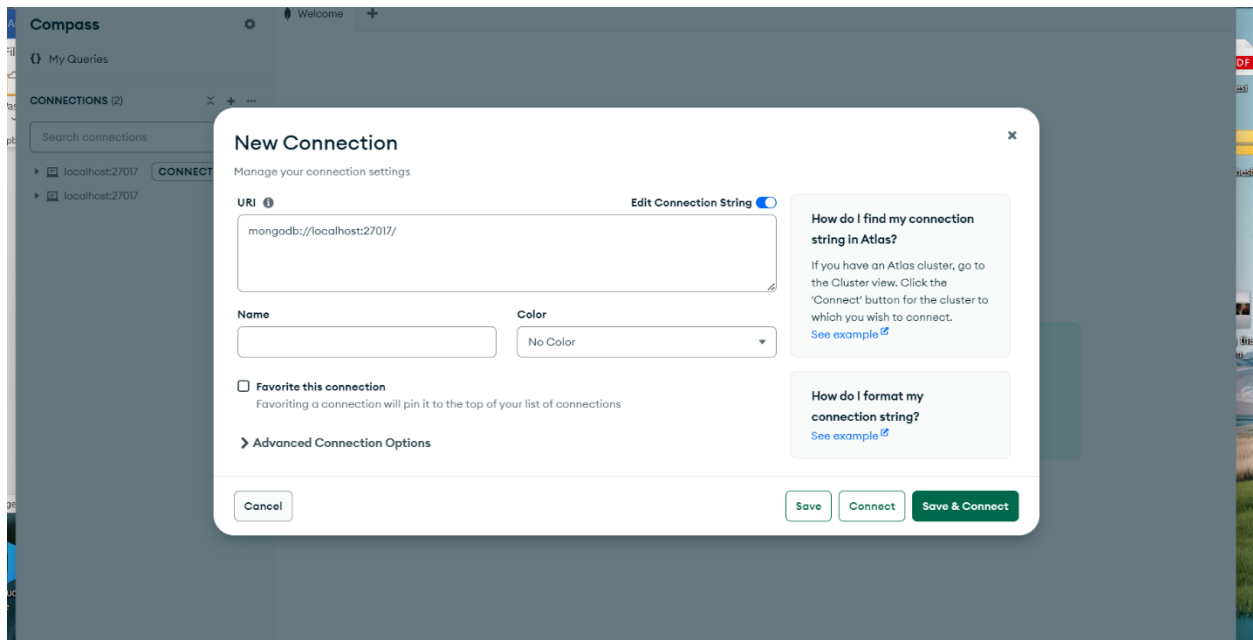 Compass
Welcome
{} My Queries
CONNECTIONS (2)
Search connections
localhost:27017 CONNECT
localhost:27017
New Connection
Manage your connection settings
URI
Edit Connection String
mongodb://localhost:27017/
Name
Color
No Color
Favorite this connection
Favoriting a connection will pin it to the top of your list of connections
Advanced Connection Options
How do I find my connection
string in Atlas?
If you have an Atlas cluster, go to
the Cluster view. Click the
'Connect' button for the cluster to
which you wish to connect.
See example
How do I format my
connection string?
See example
Cancel
Save
Connect
Save & Connect